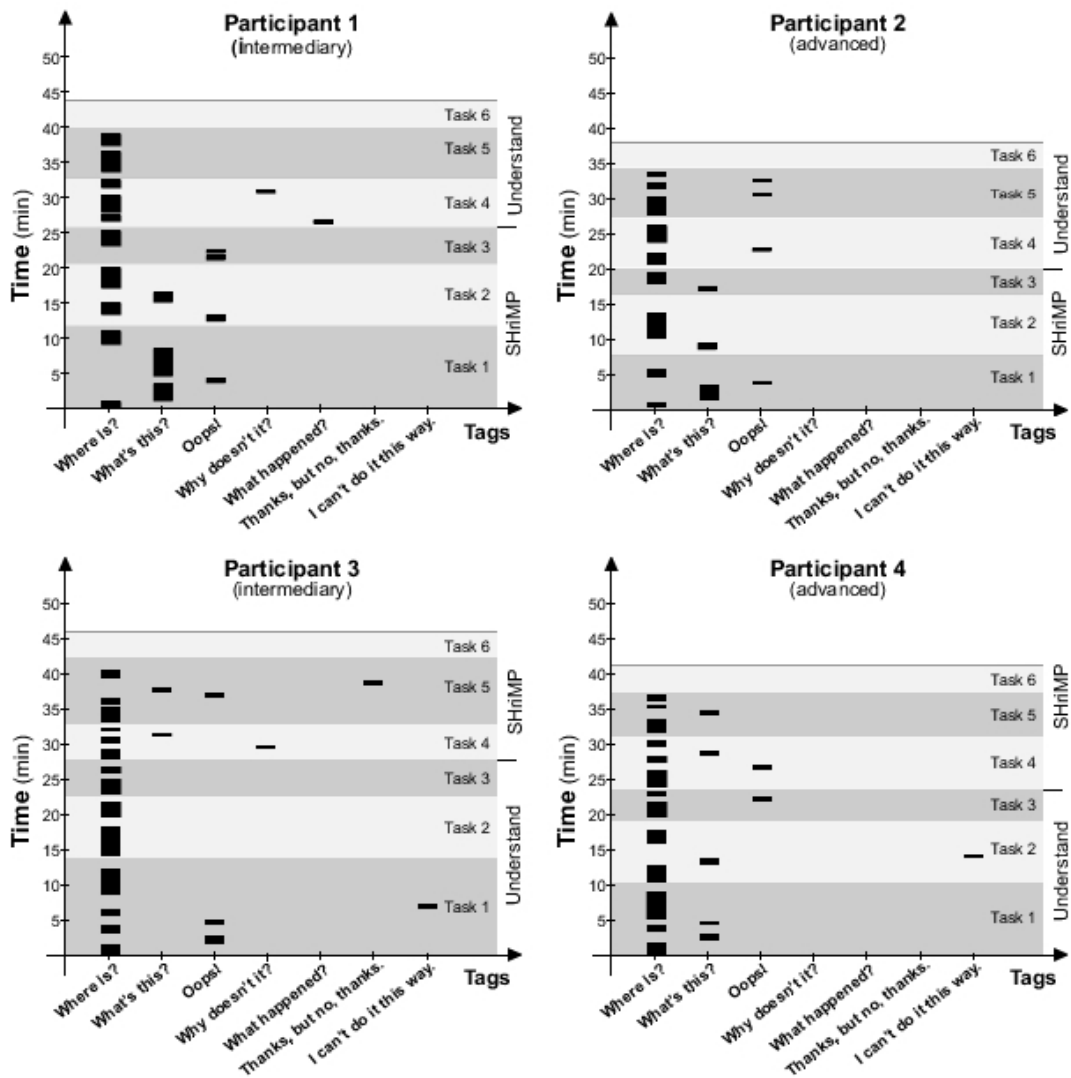 Participant 1
(intermediary)
Time (min)
50
45
40
35
30
25
20
15
10
5
Task 6
Task 5
Task 4
Task 3
Task 2
Task 1
Understand
SHriMP
Where is?
What's this?
Oops!
Why doesn't it?
What happened?
Thanks, but no, thanks.
I can't do it this way.
Tags
Participant 2
(advanced)
Time (min)
50
45
40
35
30
25
20
15
10
5
Task 6
Task 5
Task 4
Task 3
Task 2
Task 1
Understand
SHriMP
Where is?
What's this?
Oops!
Why doesn't it?
What happened?
Thanks, but no, thanks.
I can't do it this way.
Tags
Participant 3
(intermediary)
Time (min)
50
45
40
35
30
25
20
15
10
5
Task 6
Task 5
Task 4
Task 3
Task 2
Task 1
SHriMP
Understand
Where is?
What's this?
Oops!
Why doesn't it?
What happened?
Thanks, but no, thanks.
I can't do it this way.
Tags
Participant 4
(advanced)
Time (min)
50
45
40
35
30
25
20
15
10
5
Task 6
Task 5
Task 4
Task 3
Task 2
Task 1
SHriMP
Understand
Where is?
What's this?
Oops!
Why doesn't it?
What happened?
Thanks, but no, thanks.
I can't do it this way.
Tags